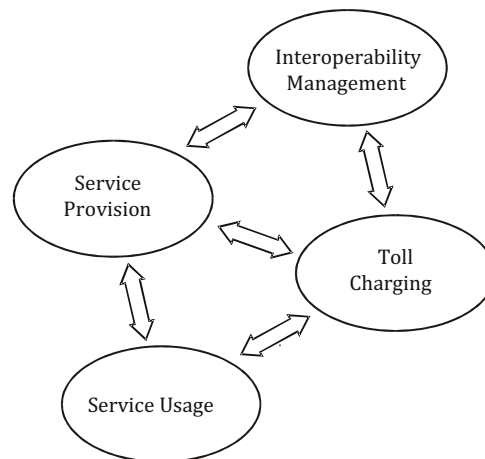 Interoperability
Management
Service
Provision
Toll
Charging
Service Usage